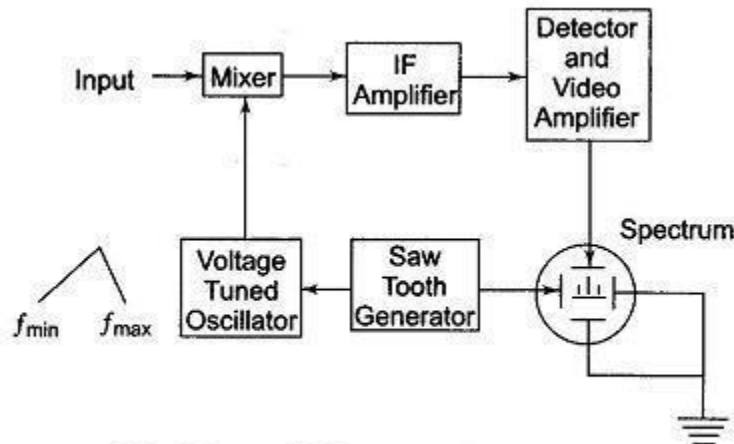 Input
Mixer
IF
Amplifier
Detector
and
Video
Amplifier
Spectrum
fmin
fmax
Voltage
Tuned
Oscillator
Saw
Tooth
Generator